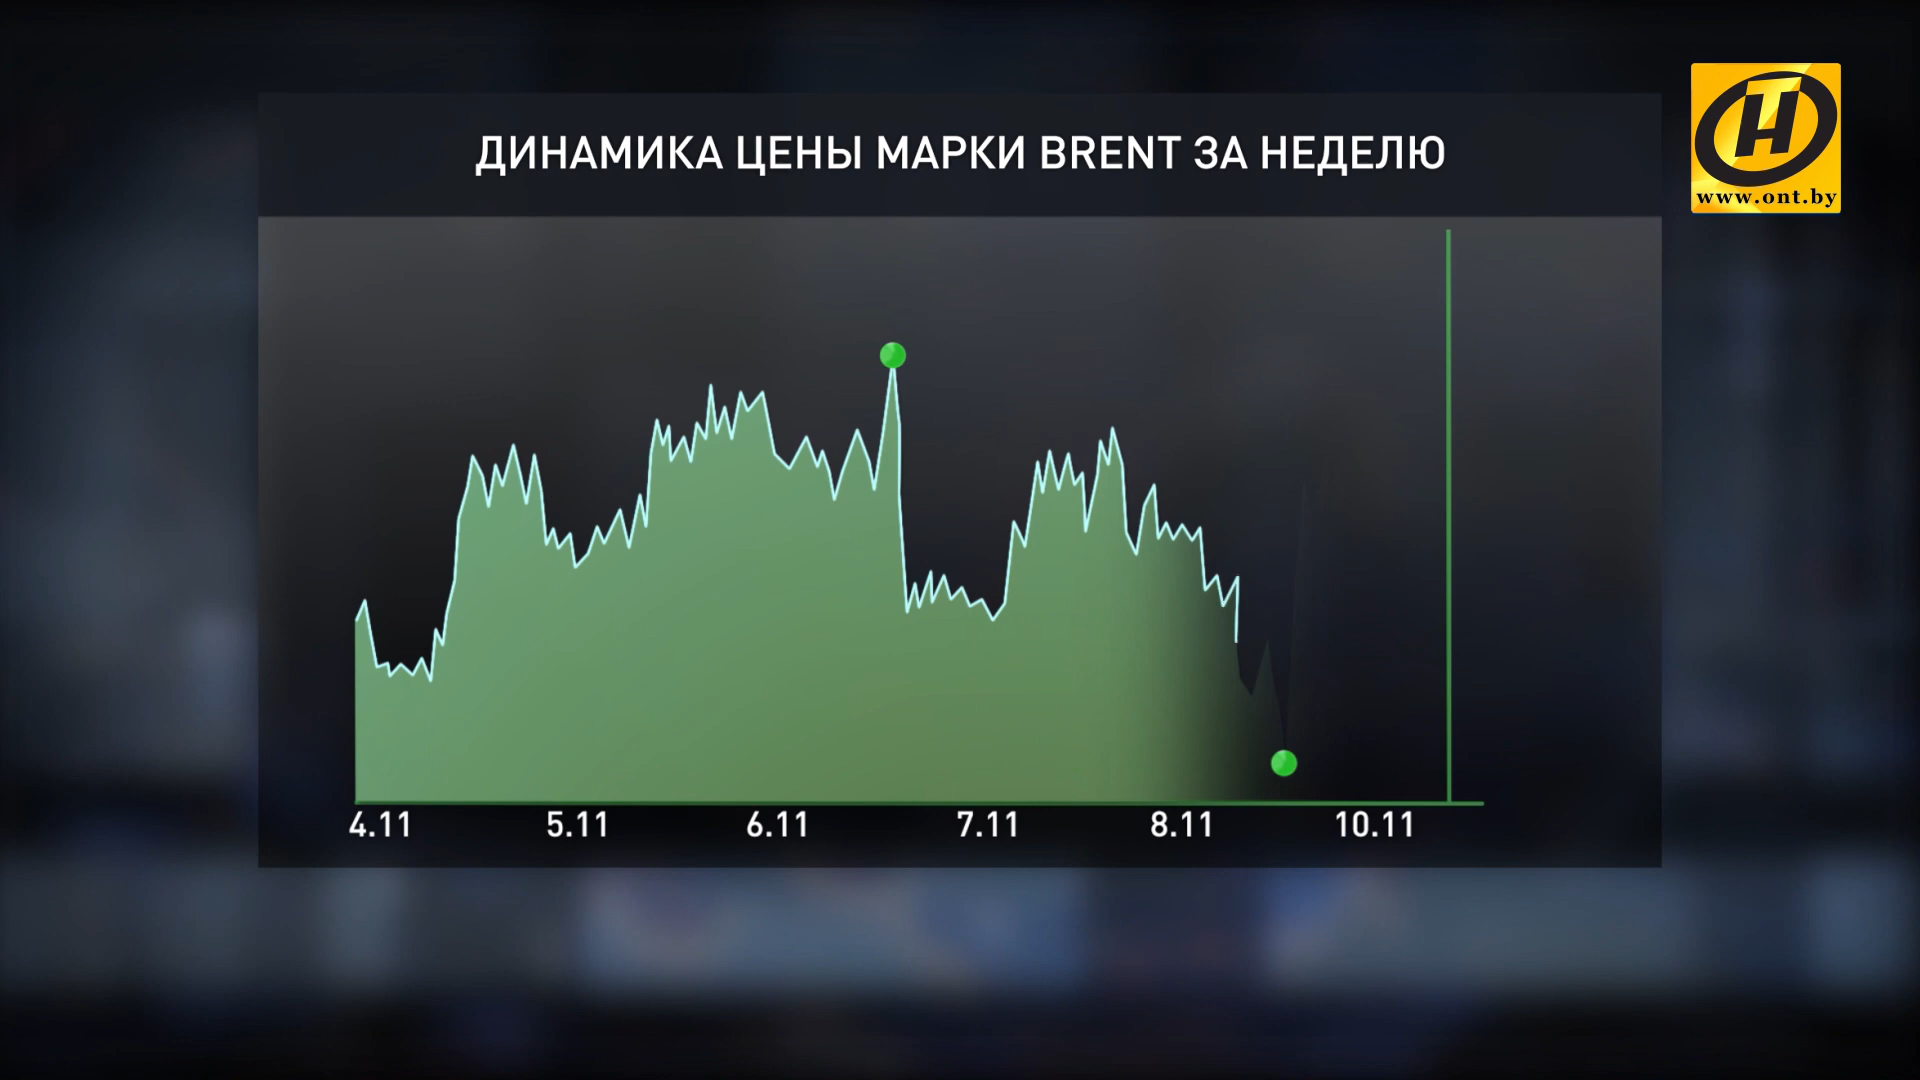 ДИНАМИКА ЦЕНЫ МАРКИ BRENT ЗА НЕДЕЛЮ
ОНТ
www.ont.by
4.11 5.11 6.11 7.11 8.11 10.11